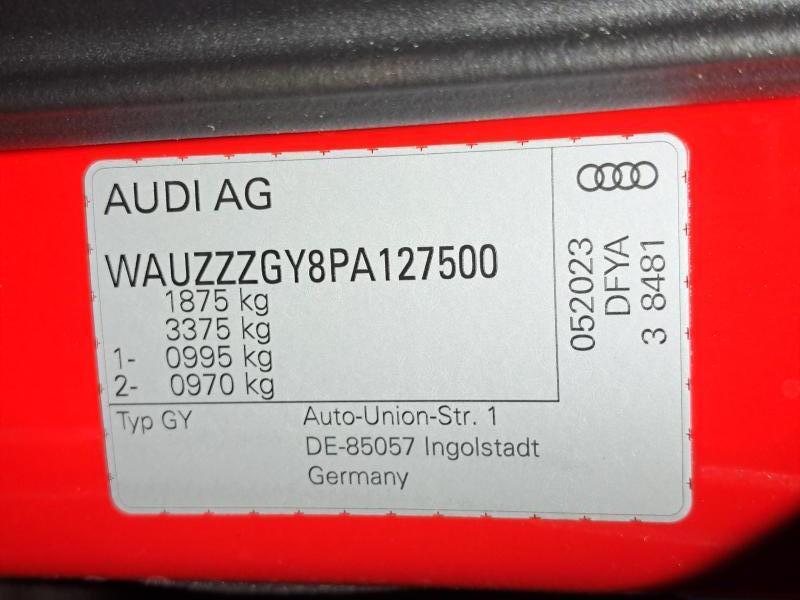 AUDI AG
WAUZZZGY8PA127500
1875 kg
3375 kg
1- 0995 kg
2- 0970 kg
Typ GY
Auto-Union-Str. 1
DE-85057 Ingolstadt
Germany
052023
DFYA
3 8481